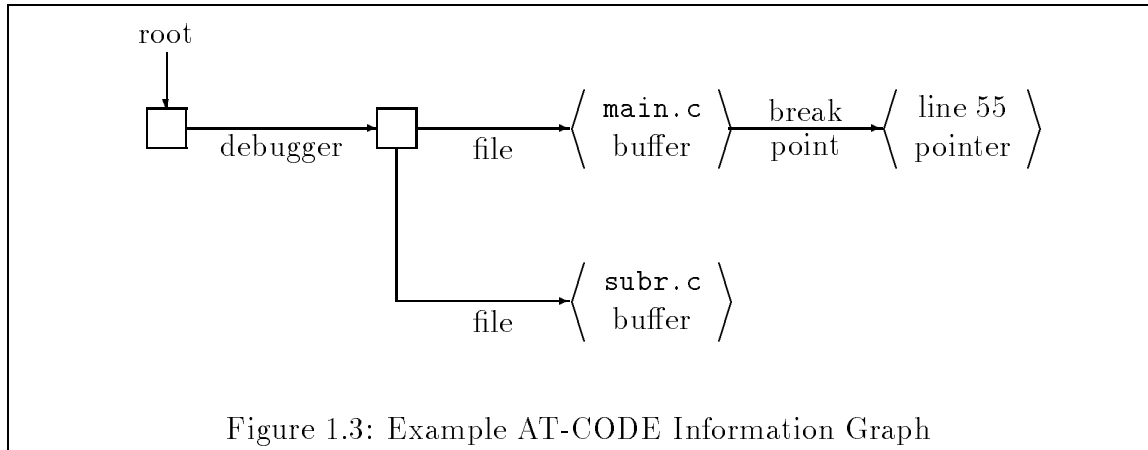 root
debugger
file
main.c
buffer
break
point
line 55
pointer
file
subr.c
buffer
Figure 1.3: Example AT-CODE Information Graph